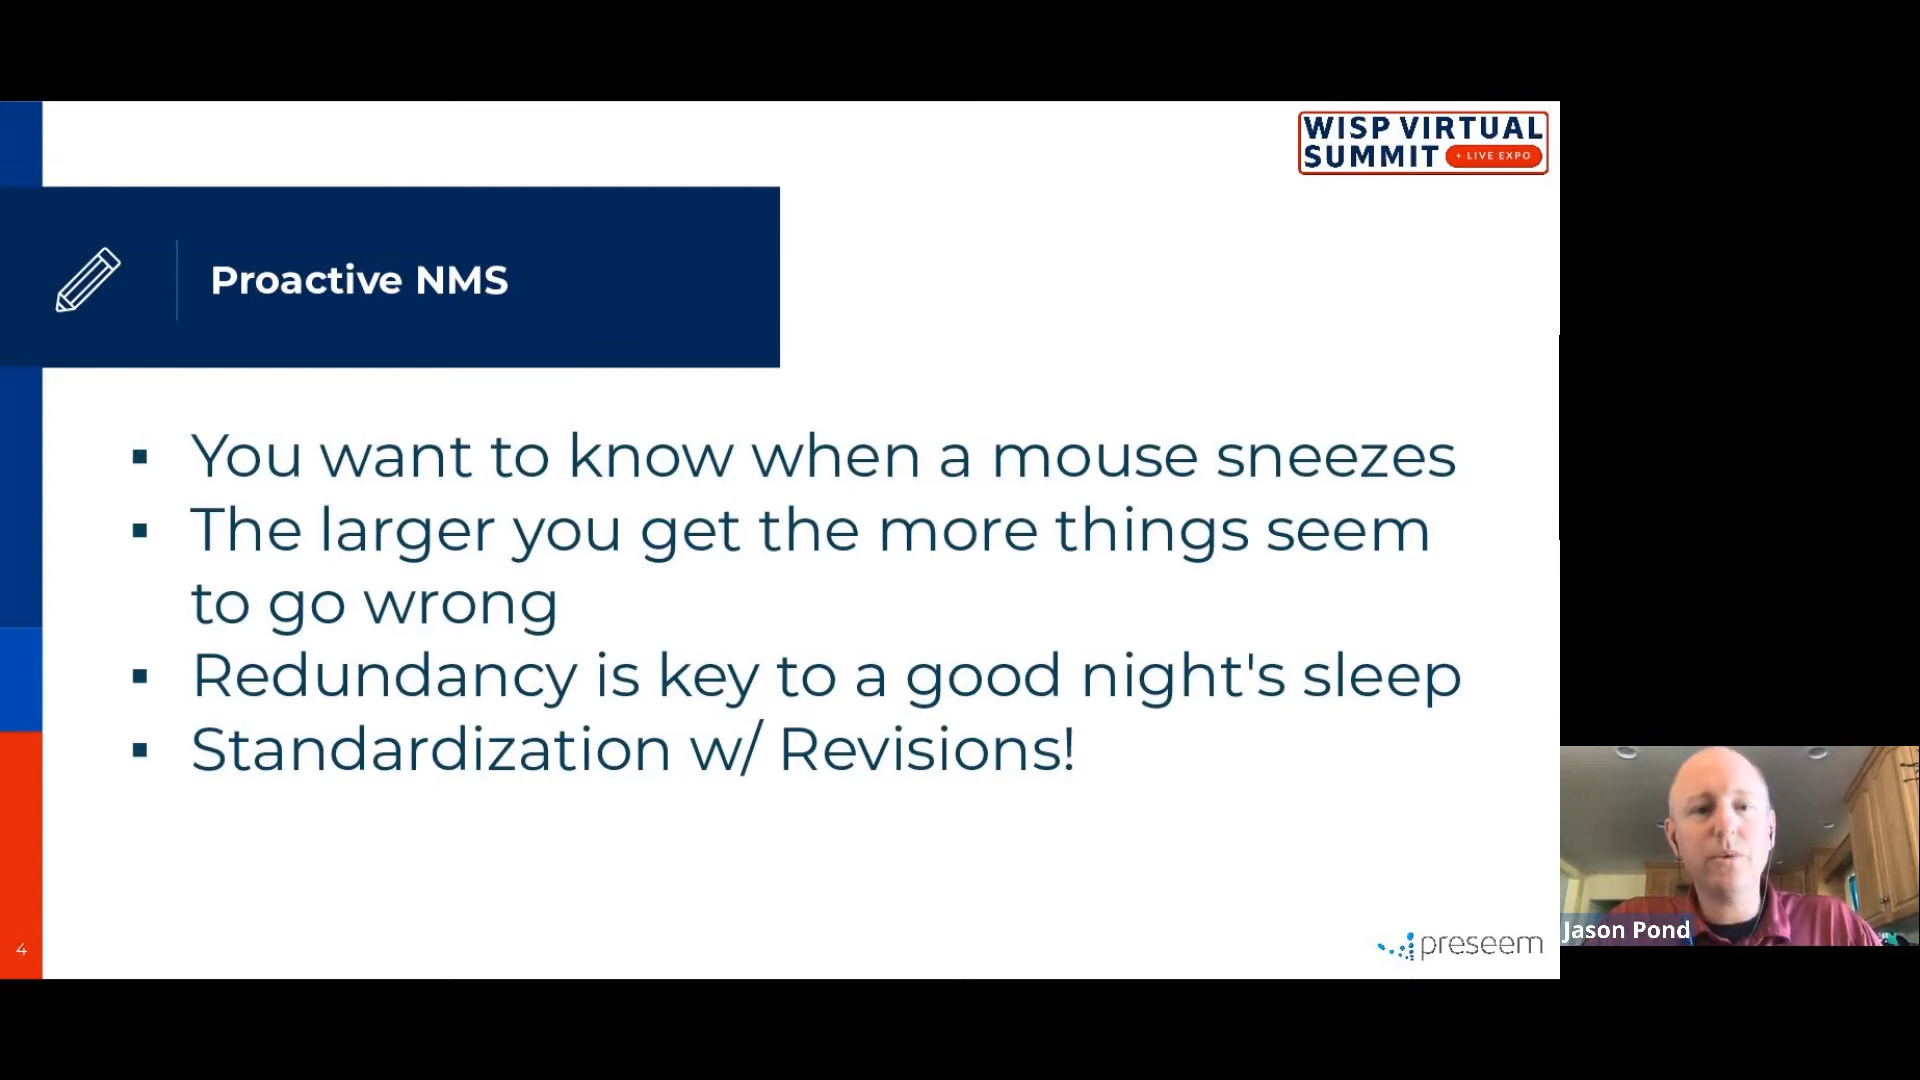 WISP VIRTUAL
SUMMIT + LIVE EXPO
Proactive NMS
▪ You want to know when a mouse sneezes
▪ The larger you get the more things seem
to go wrong
▪ Redundancy is key to a good night's sleep
▪ Standardization w/ Revisions!
4
preseem
Jason Pond